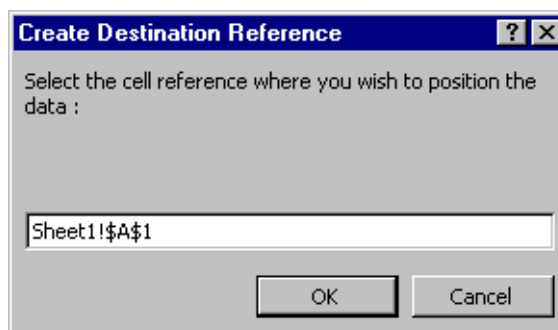 Create Destination Reference
Select the cell reference where you wish to position the
data :
Sheet1!$A$1
OK
Cancel